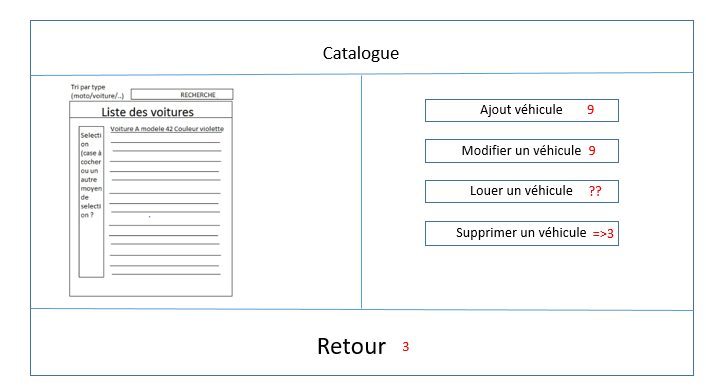 Catalogue
Tri par type
(moto/voiture/..)
RECHERCHE
Liste des voitures
Voiture A modele 42 Couleur violette
Selecti
on
(case à
cocher
ou un
autre
moyen
de
selecti
on ?
Ajout véhicule 9
Modifier un véhicule 9
Louer un véhicule ??
Supprimer un véhicule =>3
Retour 3